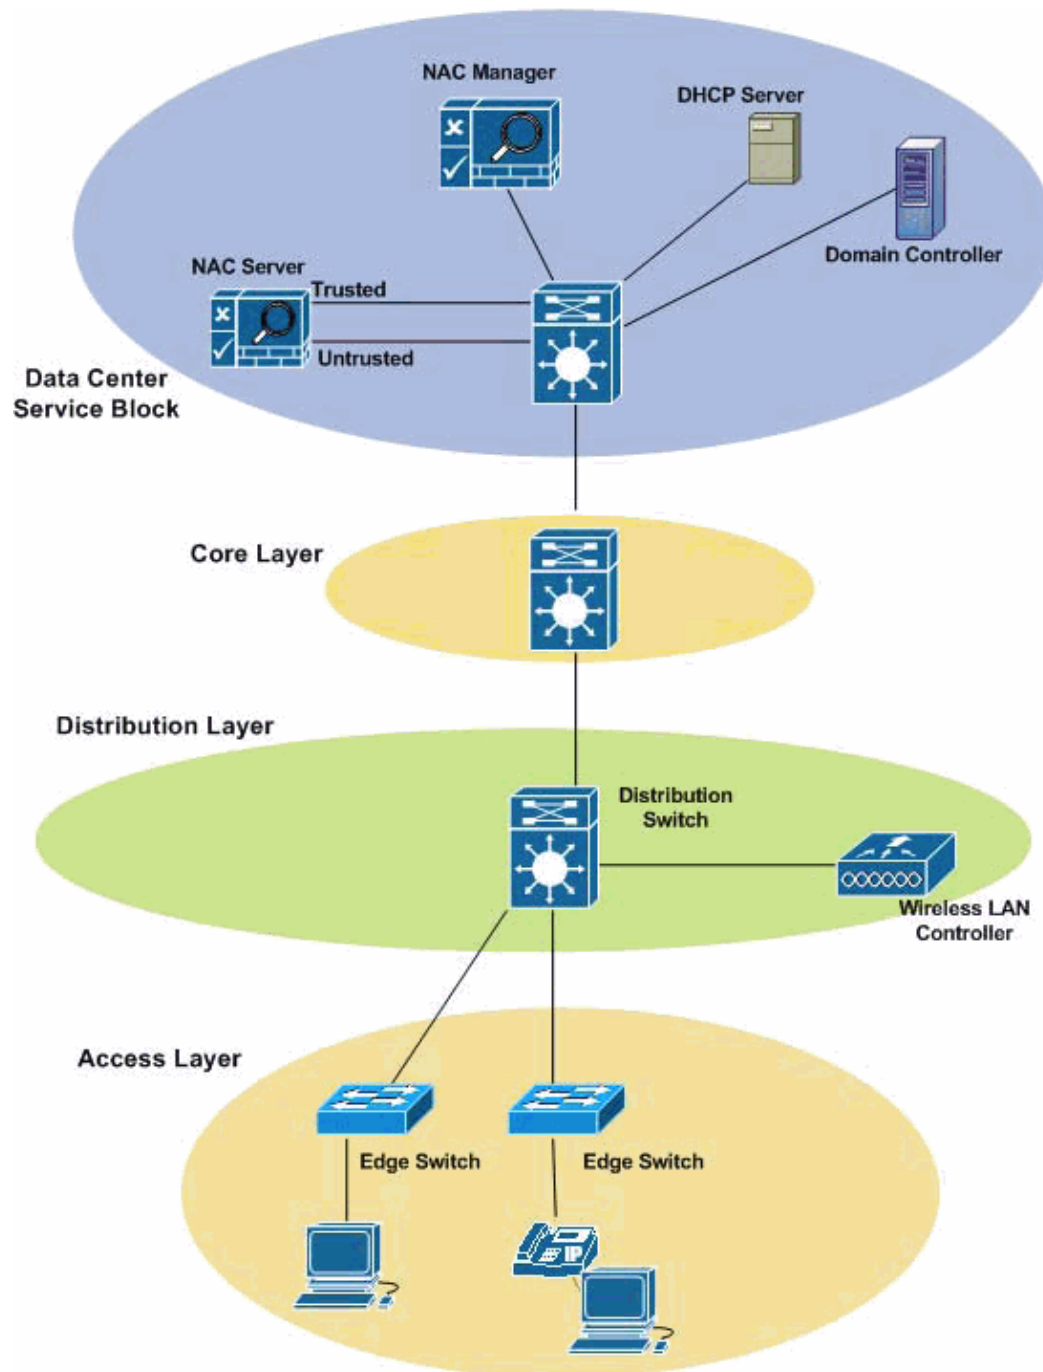 NAC Manager
DHCP Server
Domain Controller
NAC Server
Trusted
Untrusted
Data Center
Service Block
Core Layer
Distribution Layer
Distribution
Switch
Wireless LAN
Controller
Access Layer
Edge Switch
Edge Switch
IP